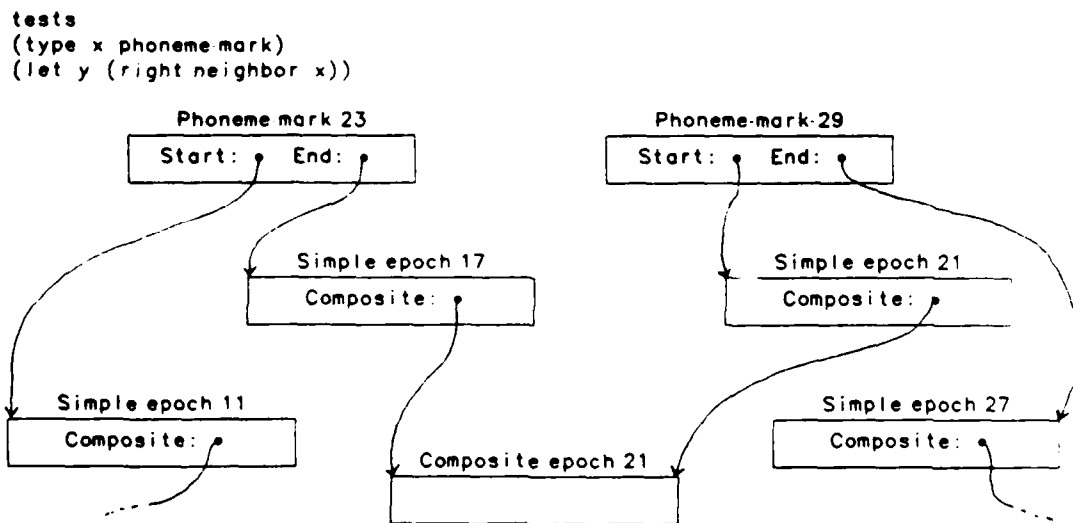 tests
(type x phoneme-mark)
(let y (right neighbor x))
Phoneme mark 23
Phoneme-mark-29
Start: End:
Start: End:
Simple epoch 17
Simple epoch 21
Composite:
Composite:
Simple epoch 11
Simple epoch 27
Composite:
Composite:
Composite epoch 21